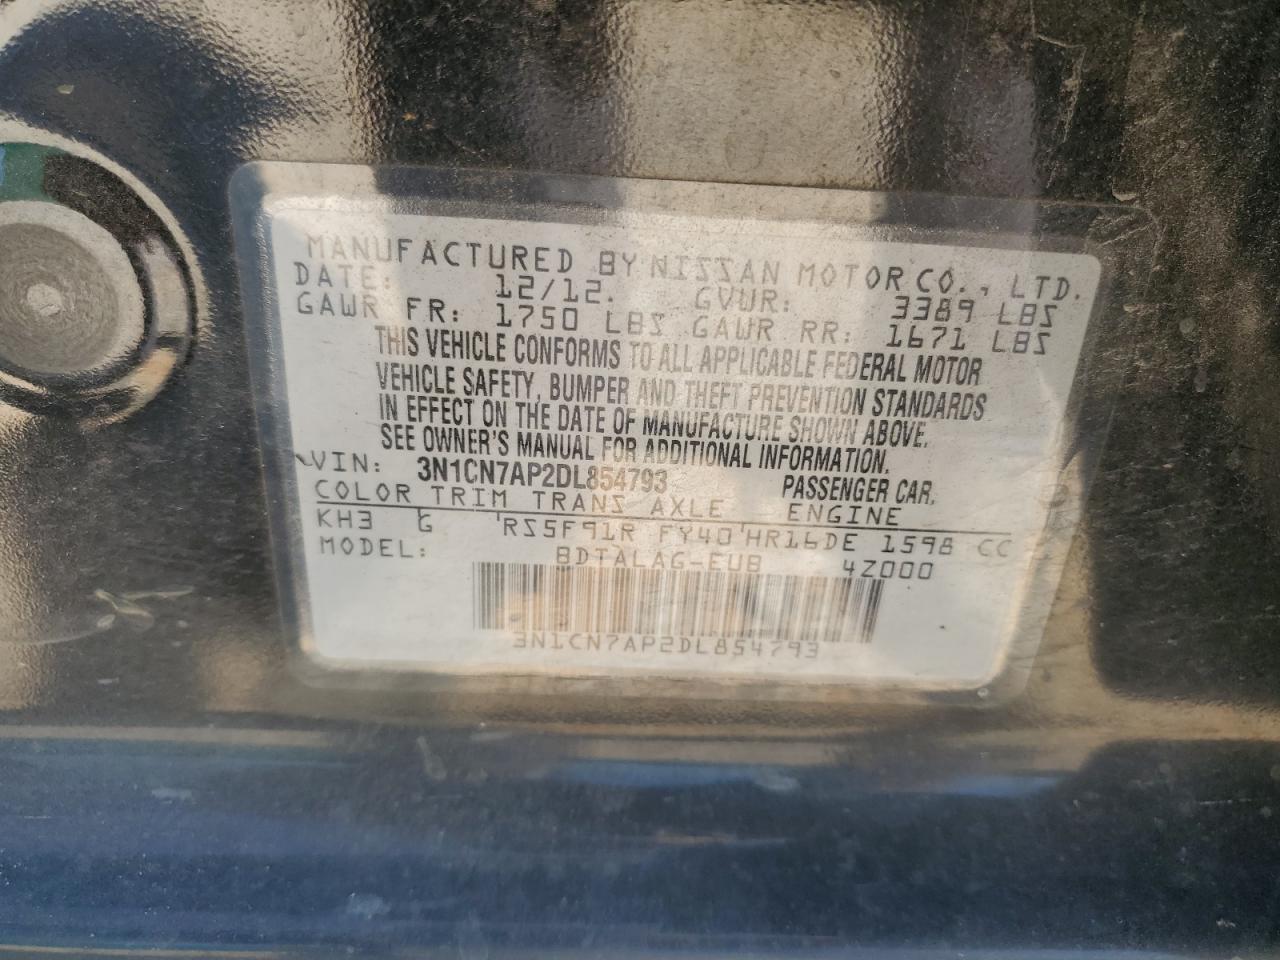 MANUFACTURED BY NISSAN MOTOR CO., LTD.
DATE: 12/12. GVWR: 3389 LBS
GAWR FR: 1750 LBS GAWR RR: 1671 LBS
THIS VEHICLE CONFORMS TO ALL APPLICABLE FEDERAL MOTOR
VEHICLE SAFETY, BUMPER AND THEFT PREVENTION STANDARDS
IN EFFECT ON THE DATE OF MANUFACTURE SHOWN ABOVE.
SEE OWNER'S MANUAL FOR ADDITIONAL INFORMATION.
VIN: 3N1CN7AP2DL854793 PASSENGER CAR.
COLOR TRIM TRANS AXLE ENGINE
KH3 G RS5F91R FY40 HR16DE 1598 CC
MODEL: BDTALAG-EUB 4Z000
3N1CN7AP2DL854793